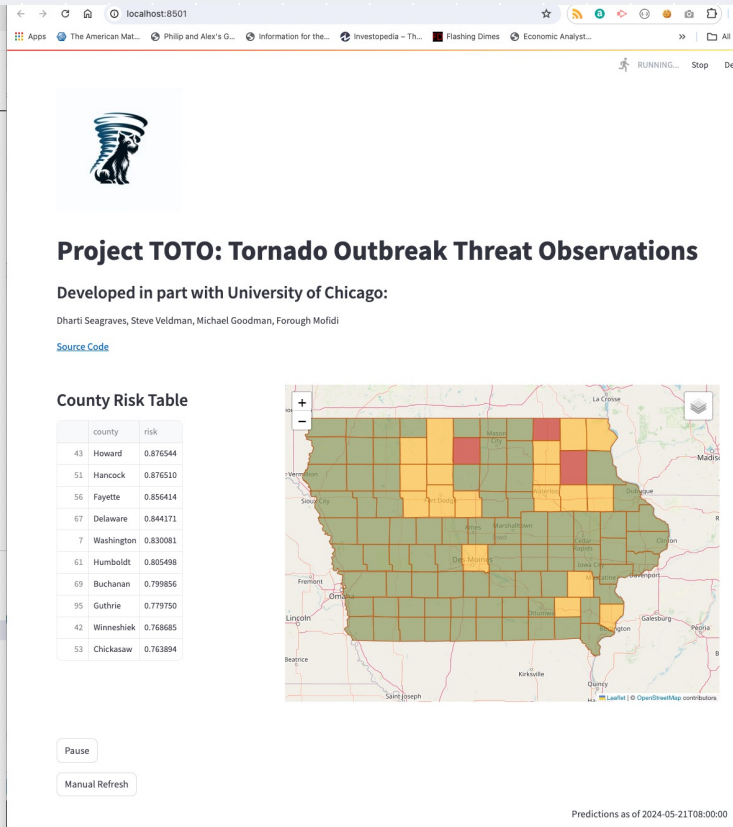 localhost:8501
Apps
The American Mat...
Philip and Alex's G...
Information for the...
Investopedia – Th...
Flashing Dimes
Economic Analyst...
»
All
RUNNING...
Stop
De
Project TOTO: Tornado Outbreak Threat Observations
Developed in part with University of Chicago:
Dharti Seagraves, Steve Veldman, Michael Goodman, Forough Mofidi
Source Code
County Risk Table
county risk
43 Howard 0.876544
51 Hancock 0.876510
56 Fayette 0.856414
67 Delaware 0.844171
7 Washington 0.830081
61 Humboldt 0.805498
69 Buchanan 0.799856
95 Guthrie 0.779750
42 Winneshiek 0.768685
53 Chickasaw 0.763894
+
−
La Crosse
Mason
City
Madis
Sioux City
Fort Dodge
Waterloo
Dubuque
Ames
Marshalltown
Cedar
Rapids
Clinton
Des Moines
Iowa City
Davenport
Fremont
Omaha
Ottumwa
Galesburg
Lincoln
Peoria
Beatrice
Kirksville
Quincy
Saint Joseph
Leaflet | © OpenStreetMap contributors
Pause
Manual Refresh
Predictions as of 2024-05-21T08:00:00